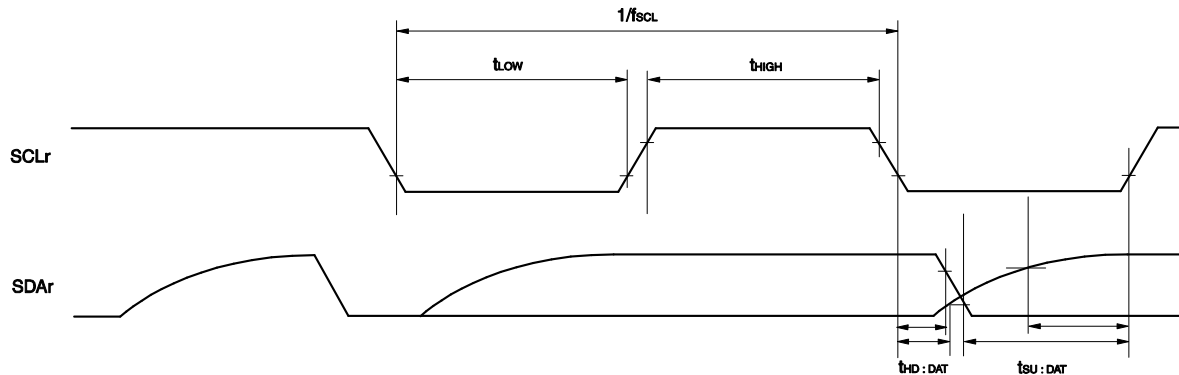 1/fSCL
tLOW
tHIGH
SCLr
SDAr
tHD : DAT
tSU : DAT